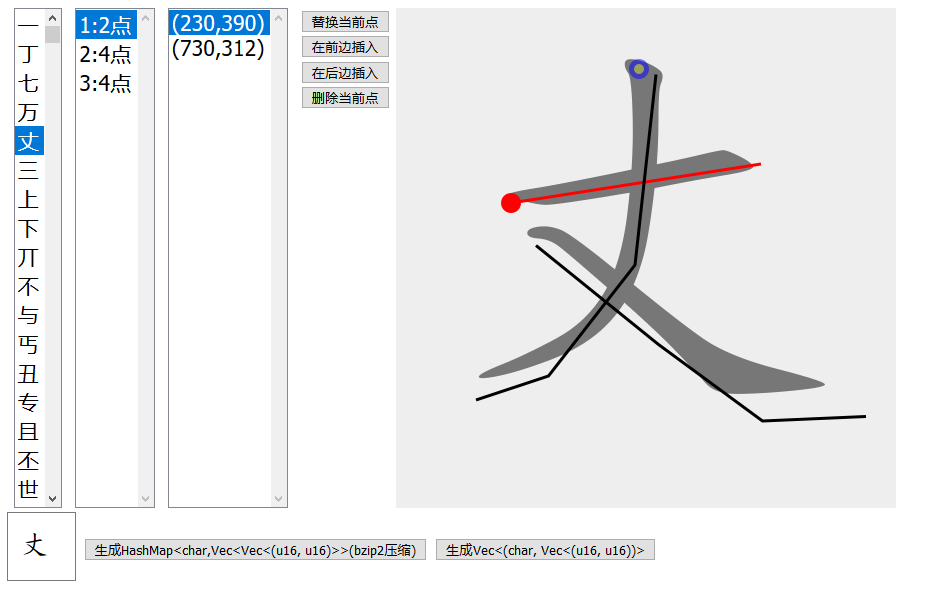 一
丁
七
万
丈
三
上
下
丌
不
与
丐
丑
专
且
丕
世
1:2点
2:4点
3:4点
(230,390)
(730,312)
替换当前点
在前边插入
在后边插入
删除当前点
丈
丈
生成HashMap<char,Vec<Vec<(u16, u16)>>>(bzip2压缩)
生成Vec<(char, Vec<(u16, u16)>)>